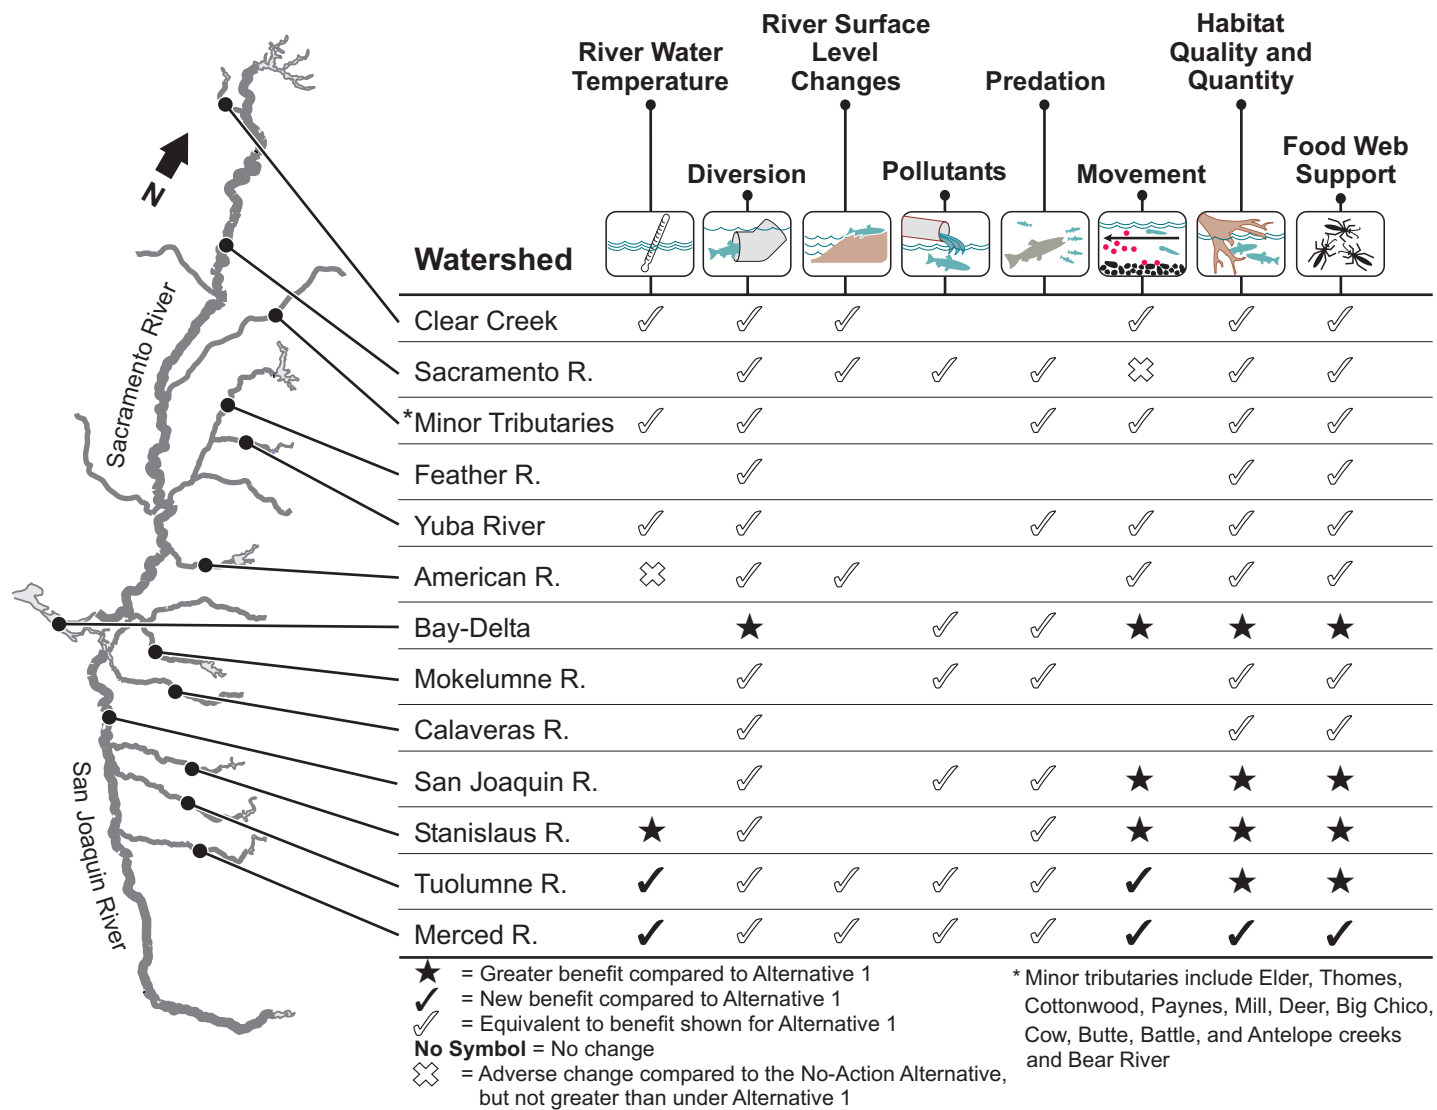 River Water
Temperature
River Surface
Level
Changes
Predation
Habitat
Quality and
Quantity
Diversion
Pollutants
Movement
Food Web
Support
N
Watershed
Sacramento River
San Joaquin River
Clear Creek
Sacramento R.
*Minor Tributaries
Feather R.
Yuba River
American R.
Bay-Delta
Mokelumne R.
Calaveras R.
San Joaquin R.
Stanislaus R.
Tuolumne R.
Merced R.
★ = Greater benefit compared to Alternative 1
✓ = New benefit compared to Alternative 1
= Equivalent to benefit shown for Alternative 1
No Symbol = No change
= Adverse change compared to the No-Action Alternative,
but not greater than under Alternative 1
* Minor tributaries include Elder, Thomes,
Cottonwood, Paynes, Mill, Deer, Big Chico,
Cow, Butte, Battle, and Antelope creeks
and Bear River